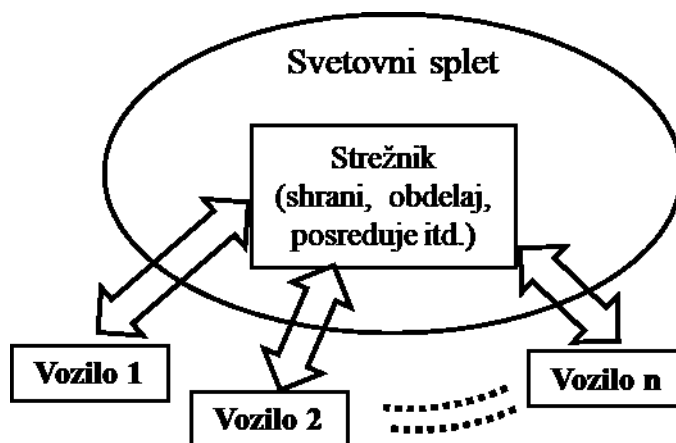 Svetovni splet
Strežnik
(shrani, obdelaj,
posreduje itd.)
Vozilo 1
Vozilo 2
Vozilo n